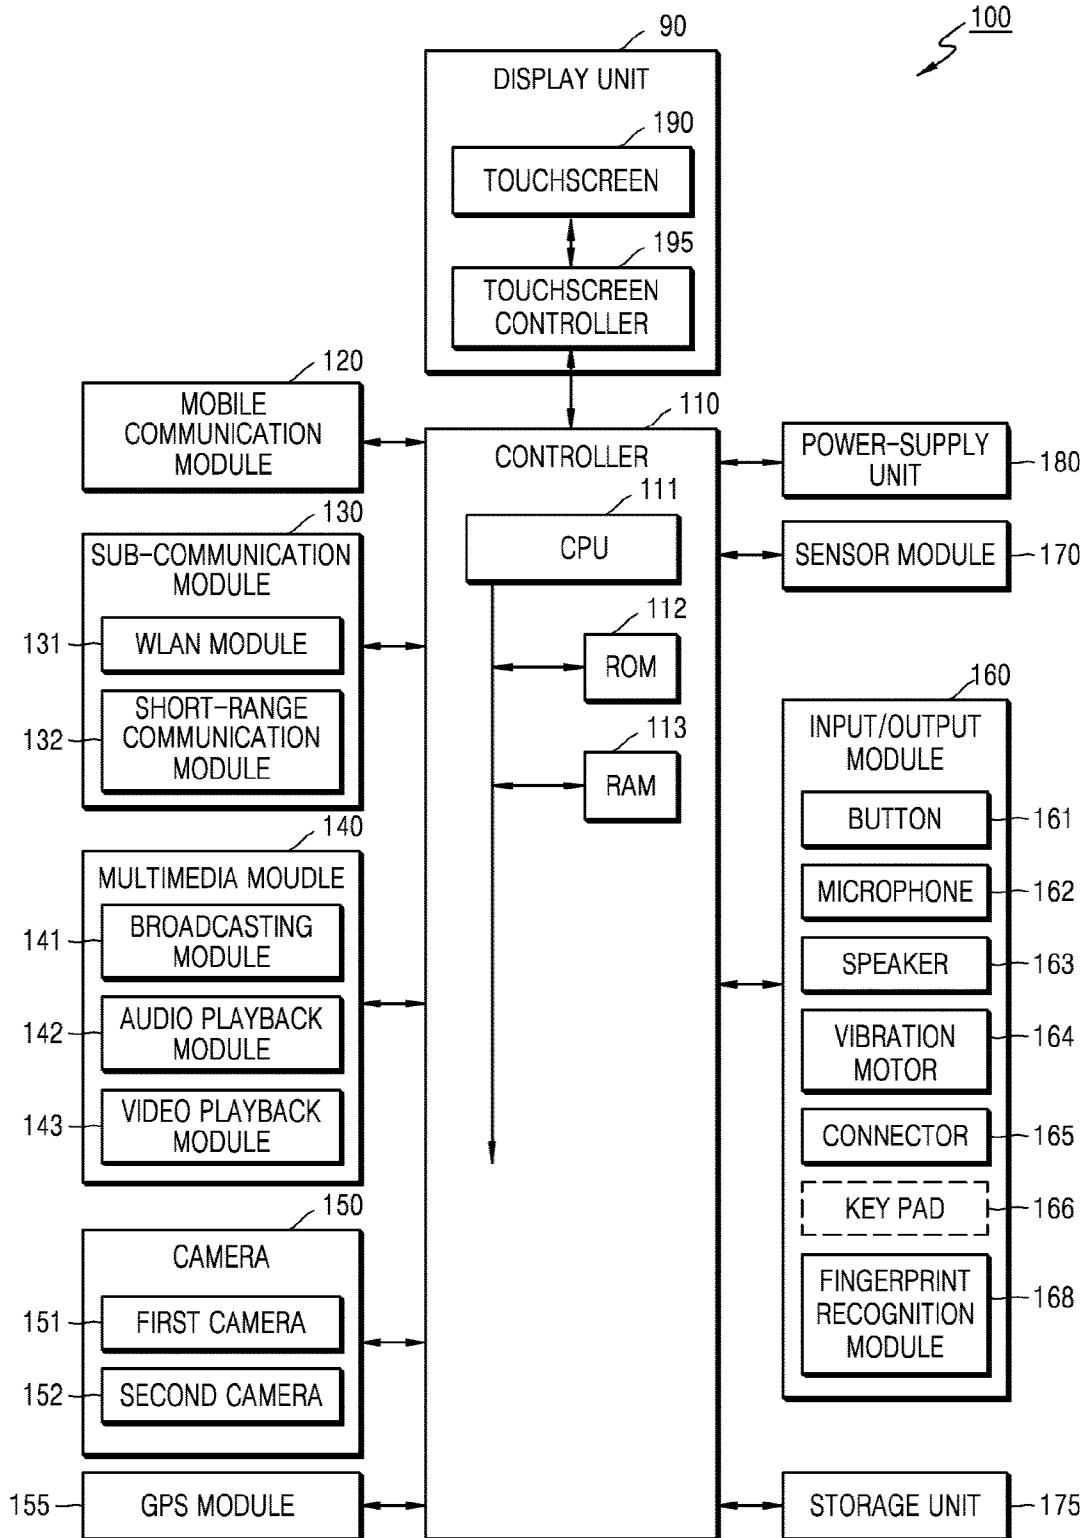 100
90
DISPLAY UNIT
190
TOUCHSCREEN
195
TOUCHSCREEN
CONTROLLER
120
MOBILE
COMMUNICATION
MODULE
130
SUB-COMMUNICATION
MODULE
131
WLAN MODULE
132
SHORT-RANGE
COMMUNICATION
MODULE
140
MULTIMEDIA MOUDLE
141
BROADCASTING
MODULE
142
AUDIO PLAYBACK
MODULE
143
VIDEO PLAYBACK
MODULE
150
CAMERA
151
FIRST CAMERA
152
SECOND CAMERA
155
GPS MODULE
110
CONTROLLER
111
CPU
112
ROM
113
RAM
POWER-SUPPLY
UNIT
180
SENSOR MODULE
170
160
INPUT/OUTPUT
MODULE
BUTTON
161
MICROPHONE
162
SPEAKER
163
VIBRATION
MOTOR
164
CONNECTOR
165
KEY PAD
166
FINGERPRINT
RECOGNITION
MODULE
168
STORAGE UNIT
175